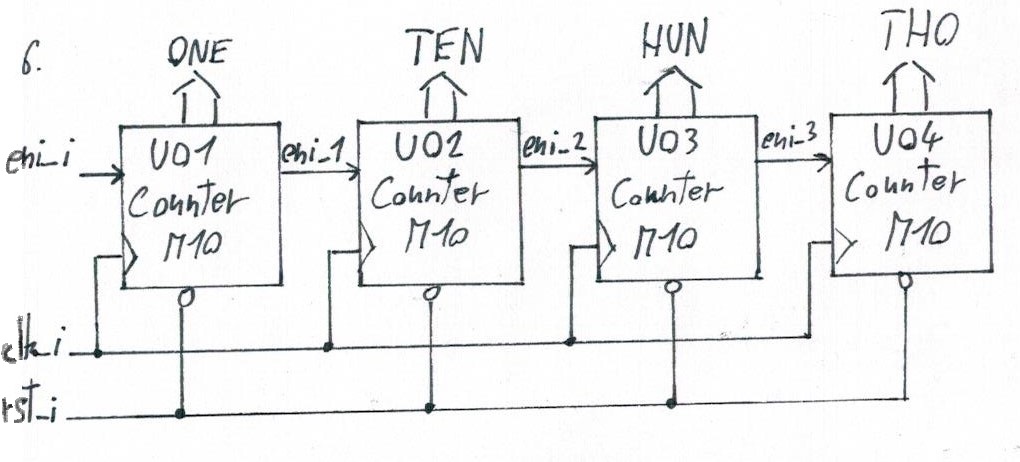 6.
ONE
TEN
HUN
THO
eni_i
U01
Counter
M10
eni_1
U02
Counter
M10
eni_2
U03
Counter
M10
eni_3
U04
Counter
M10
clk_i
rst_i